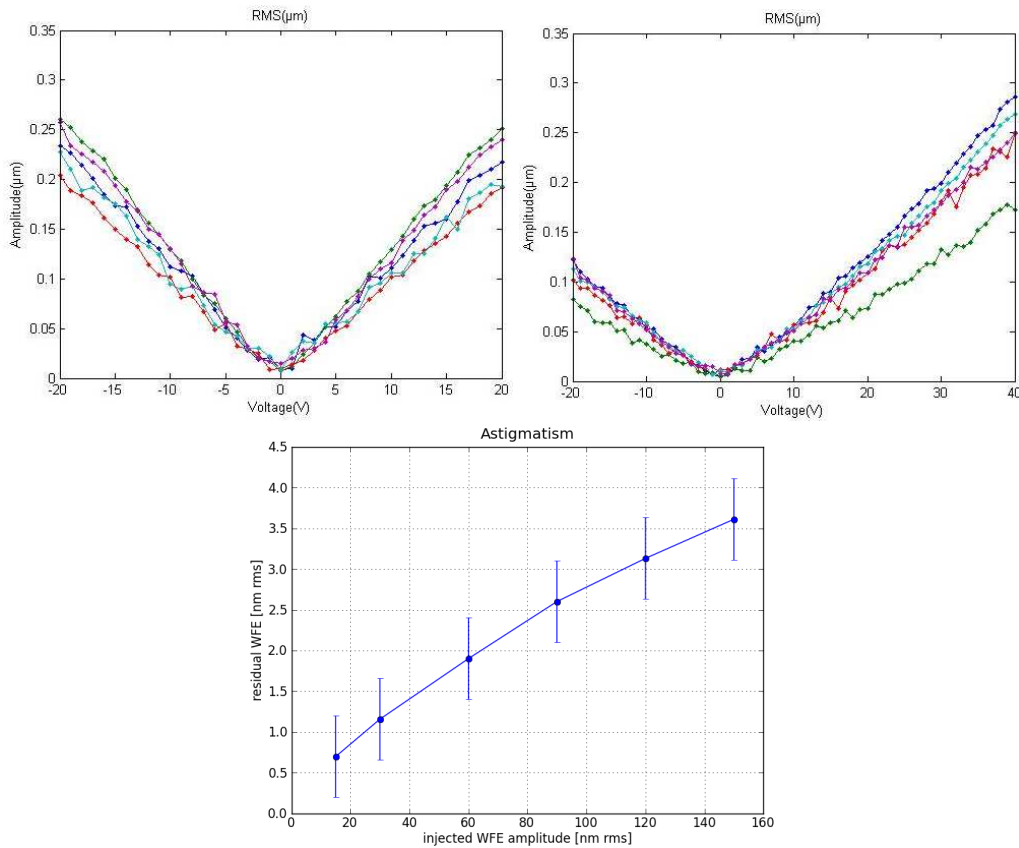 RMS(μm)
0.35
0.3
0.25
0.2
0.15
0.1
0.05
0
Amplitude(μm)
-20 -15 -10 -5 0 5 10 15 20
Voltage(V)
RMS(μm)
0.35
0.3
0.25
0.2
0.15
0.1
0.05
0
Amplitude(μm)
-20 -10 0 10 20 30 40
Voltage(V)
Astigmatism
4.5
4.0
3.5
3.0
2.5
2.0
1.5
1.0
0.5
0.0
residual WFE [nm rms]
0 20 40 60 80 100 120 140 160
injected WFE amplitude [nm rms]